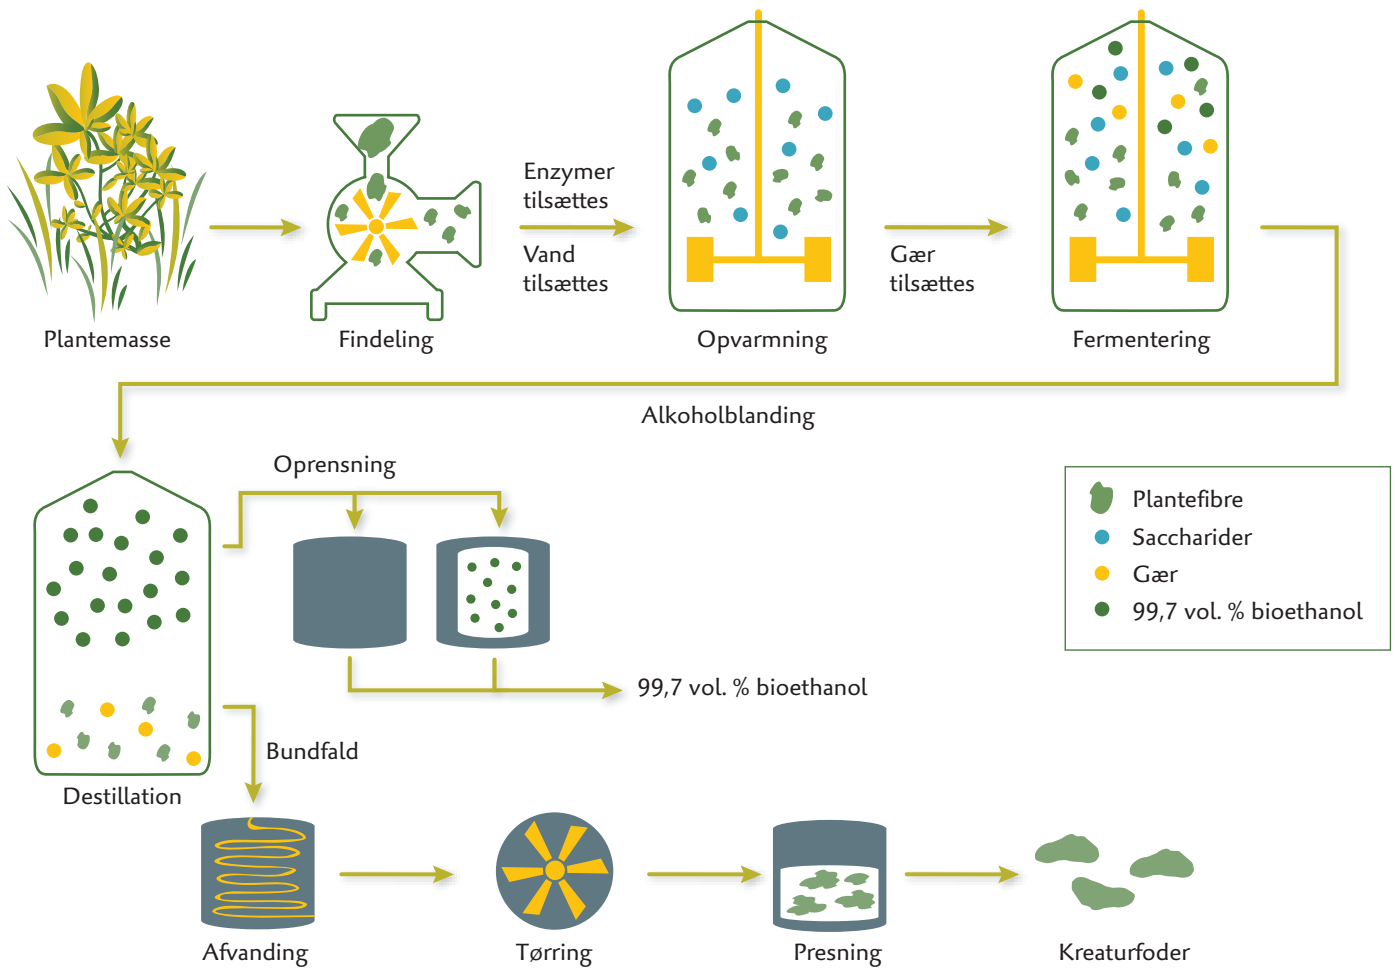 Plantemasse
Findeling
Enzymer
tilsættes
Vand
tilsættes
Opvarmning
Gær
tilsættes
Fermentering
Alkoholblanding
Oprensning
99,7 vol. % bioethanol
Bundfald
Destillation
Plantefibre
Saccharider
Gær
99,7 vol. % bioethanol
Afvanding
Tørring
Presning
Kreaturfoder